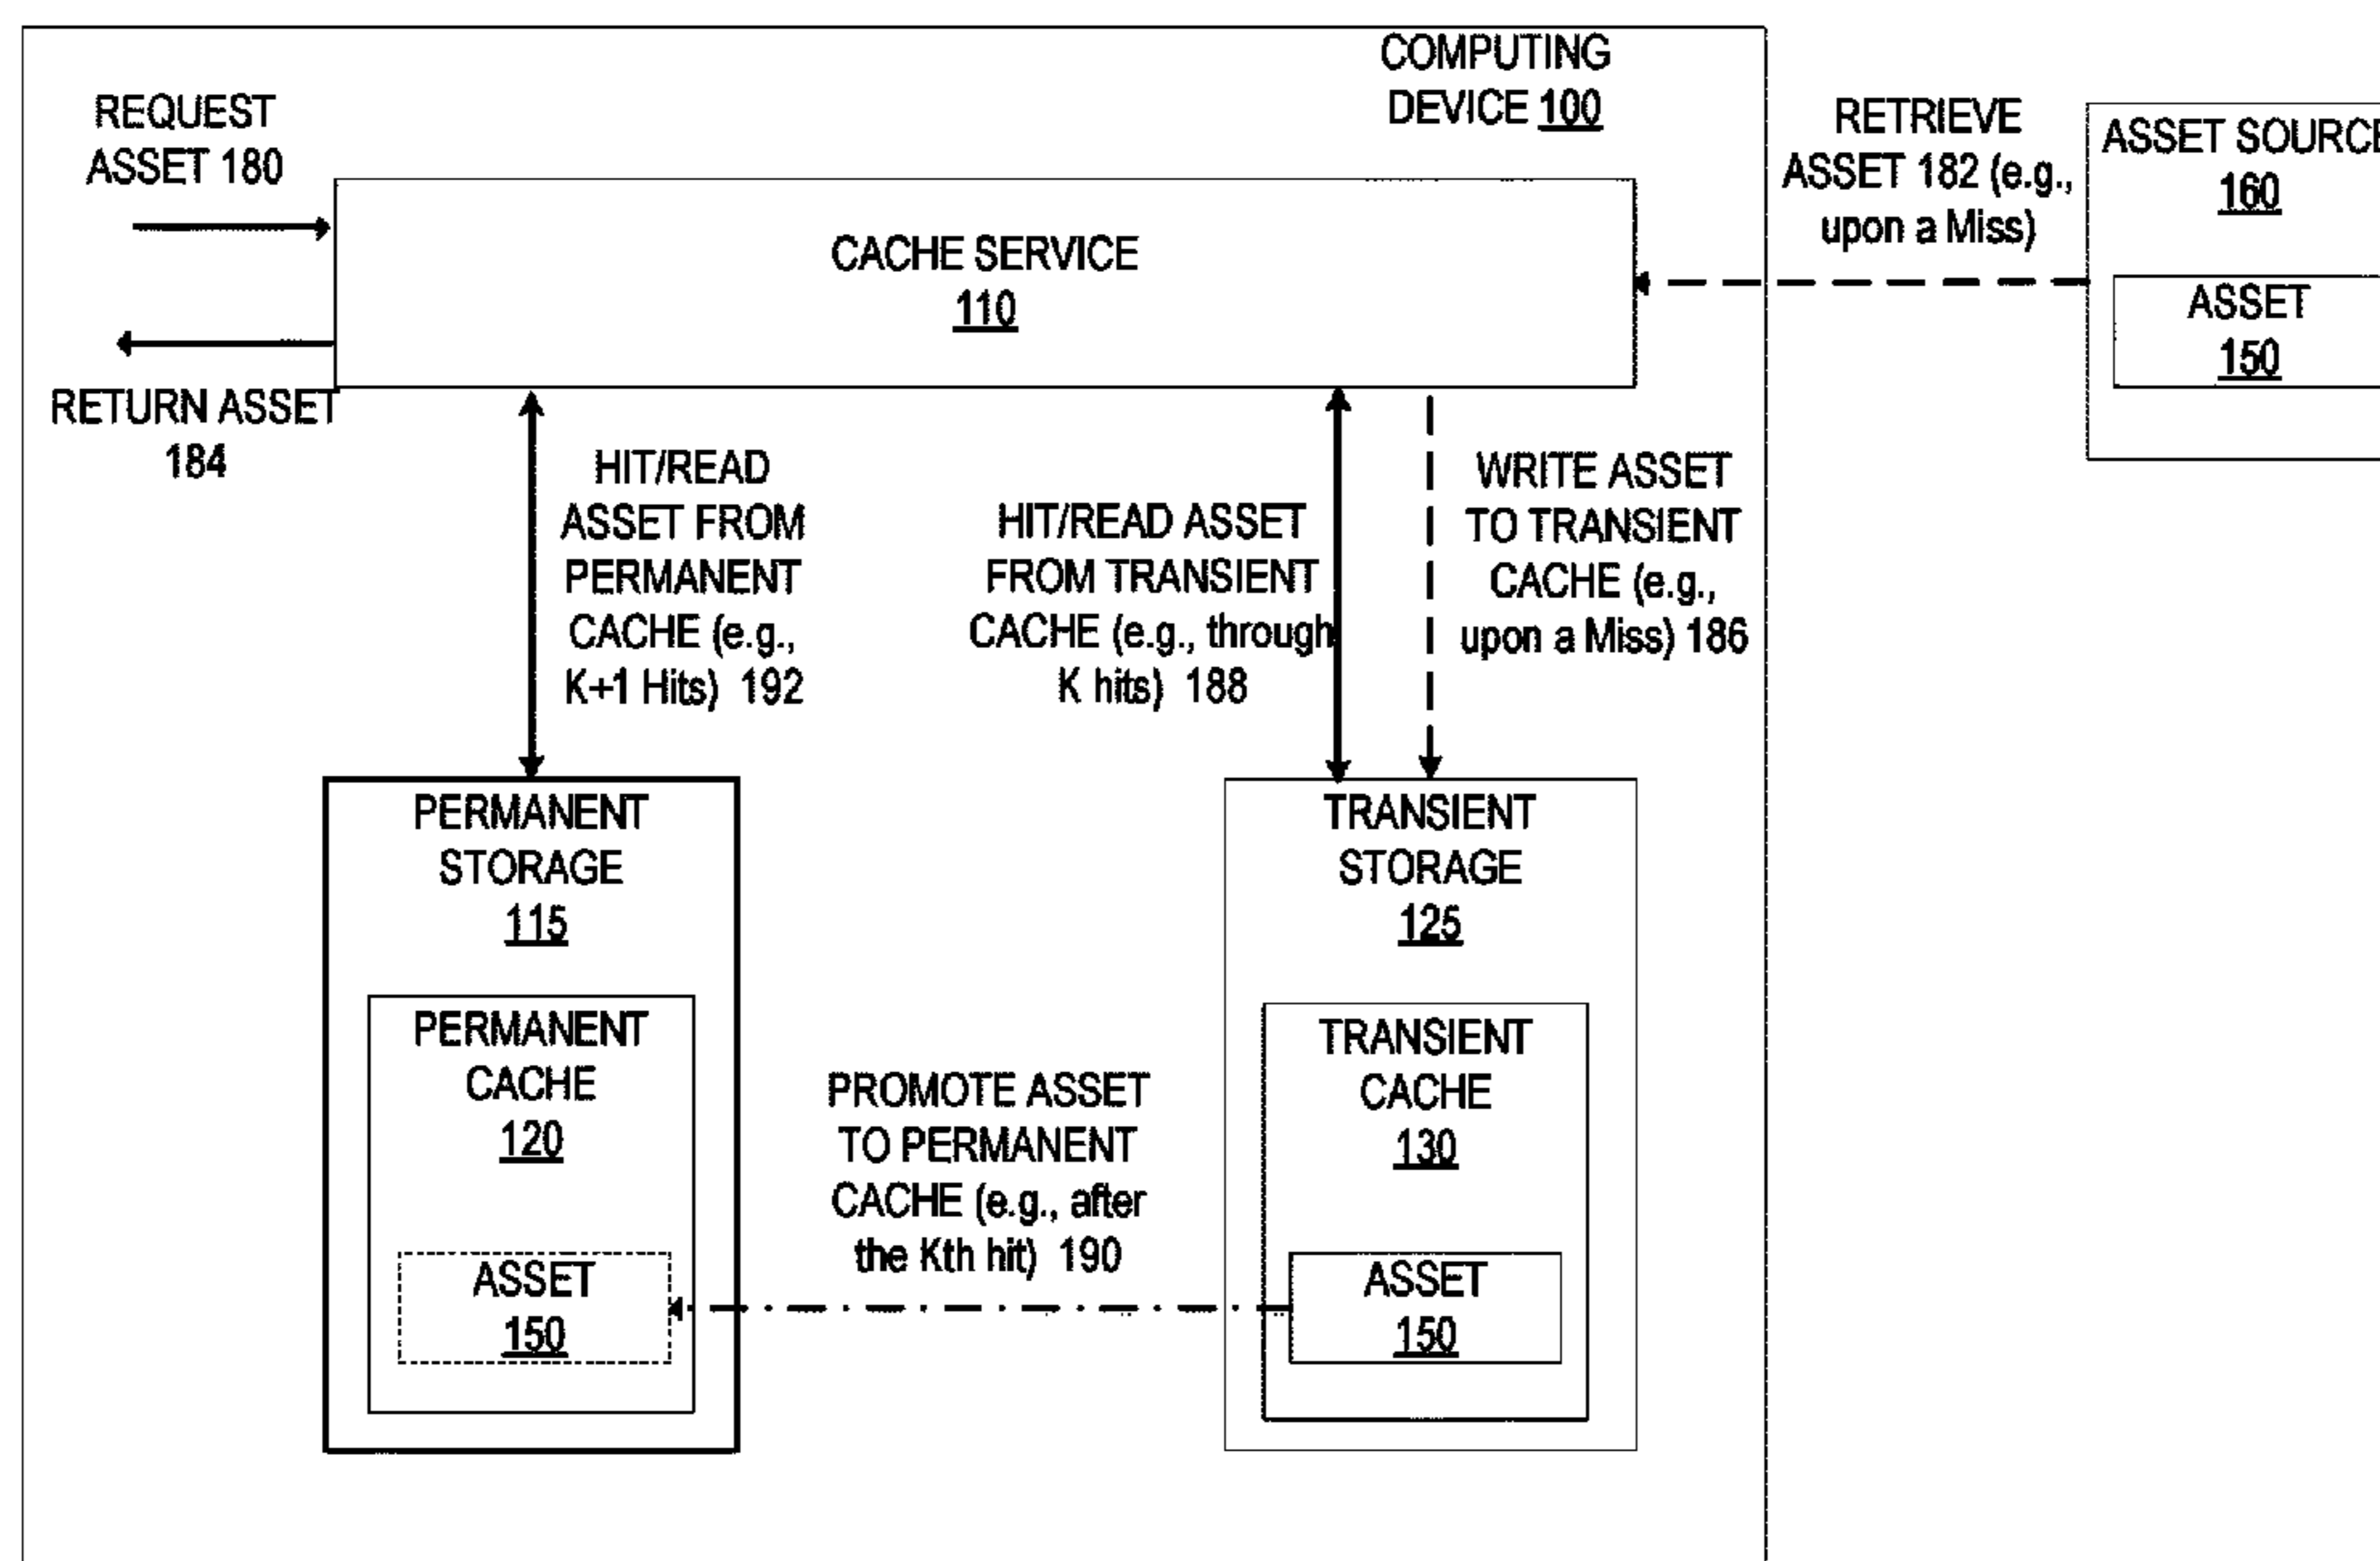 COMPUTING
DEVICE 100
REQUEST
ASSET 180
RETRIEVE
ASSET 182 (e.g.,
upon a Miss)
ASSET SOURCE
160
ASSET
150
CACHE SERVICE
110
RETURN ASSET
184
HIT/READ
ASSET FROM
PERMANENT
CACHE (e.g.,
K+1 Hits) 192
HIT/READ ASSET
FROM TRANSIENT
CACHE (e.g., through
K hits) 188
WRITE ASSET
TO TRANSIENT
CACHE (e.g.,
upon a Miss) 186
PERMANENT
STORAGE
115
PERMANENT
CACHE
120
ASSET
150
PROMOTE ASSET
TO PERMANENT
CACHE (e.g., after
the Kth hit) 190
TRANSIENT
STORAGE
125
TRANSIENT
CACHE
130
ASSET
150